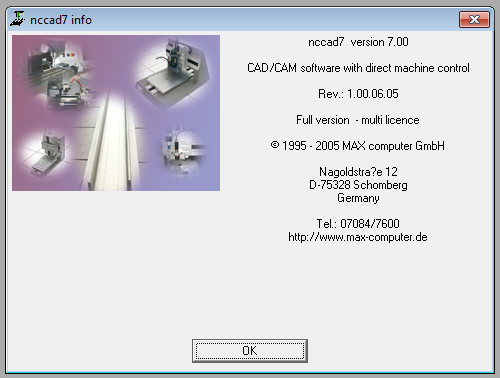 nccad7 info
nccad7 version 7.00
CAD/CAM software with direct machine control
Rev.: 1.00.06.05
Full version - multi licence
© 1995 - 2005 MAX computer GmbH
Nagoldstra?e 12
D-75328 Schomberg
Germany
Tel.: 07084/7600
http://www.max-computer.de
OK